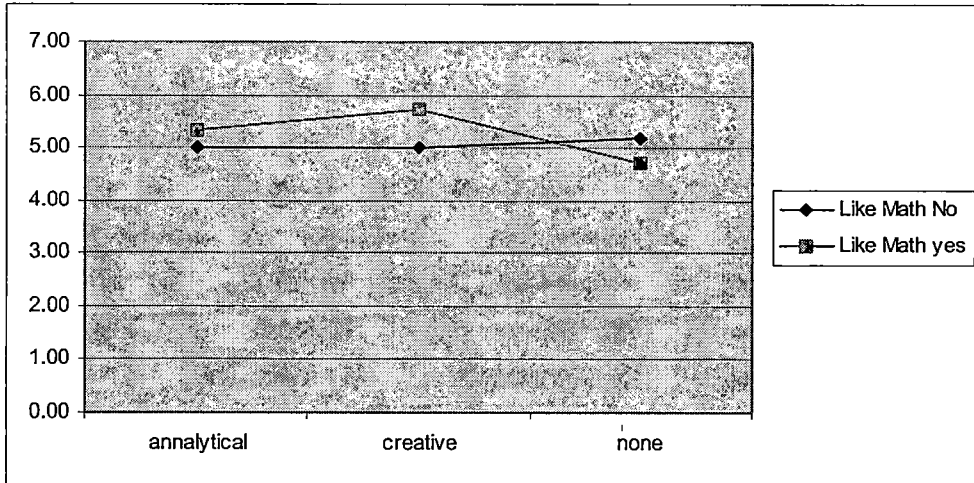 7.00
6.00
5.00
4.00
3.00
2.00
1.00
0.00
annalytical creative none
Like Math No
Like Math yes